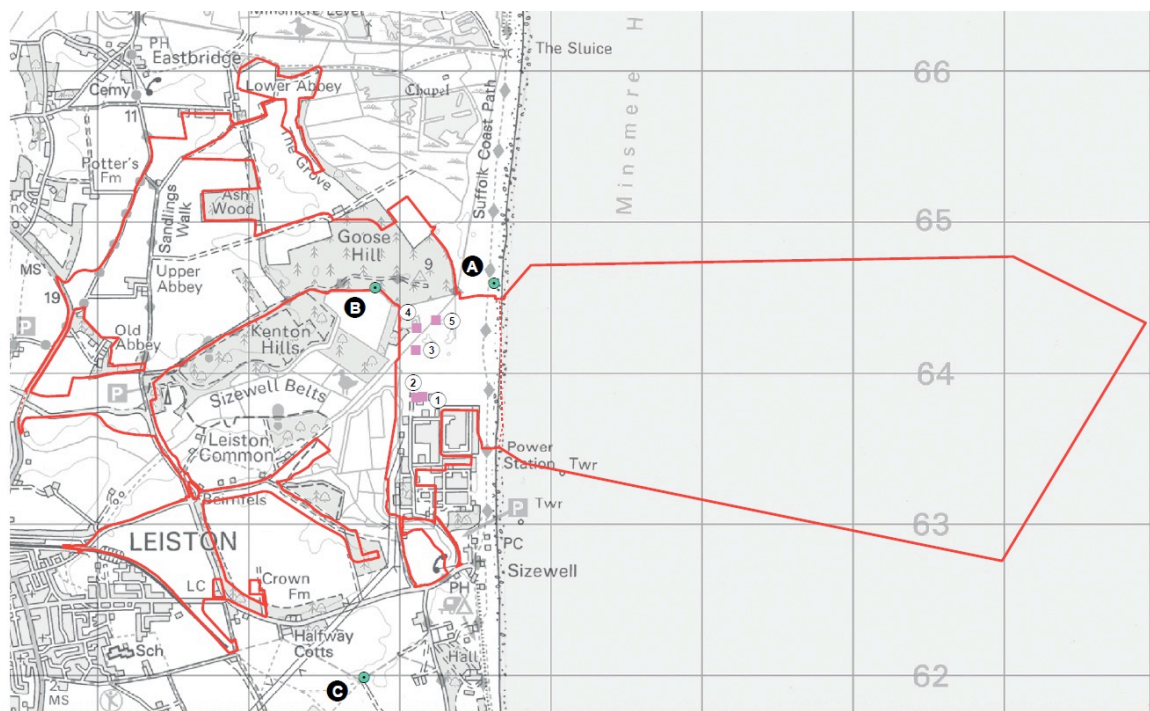 Minsmere Level
PH
Eastbridge
The Sluice
Minsmere H
66
Cemy
Lower Abbey
Chapel
11
Suffolk Coast Path
Potter's
Fm
The Grove
Sandlings
Walk
Ash
Wood
65
Goose
Hill
MS
A
9
Upper
Abbey
19
B
4
5
P
Old
Abbey
Kenton
Hills
3
64
P
Sizewell Belts
2
1
Leiston
Common
Power
Station
Twr
P
Twr
63
LEISTON
PC
Sizewell
LC
Crown
Fm
PH
Halfway
Cotts
Sch
Hall
62
C
MS